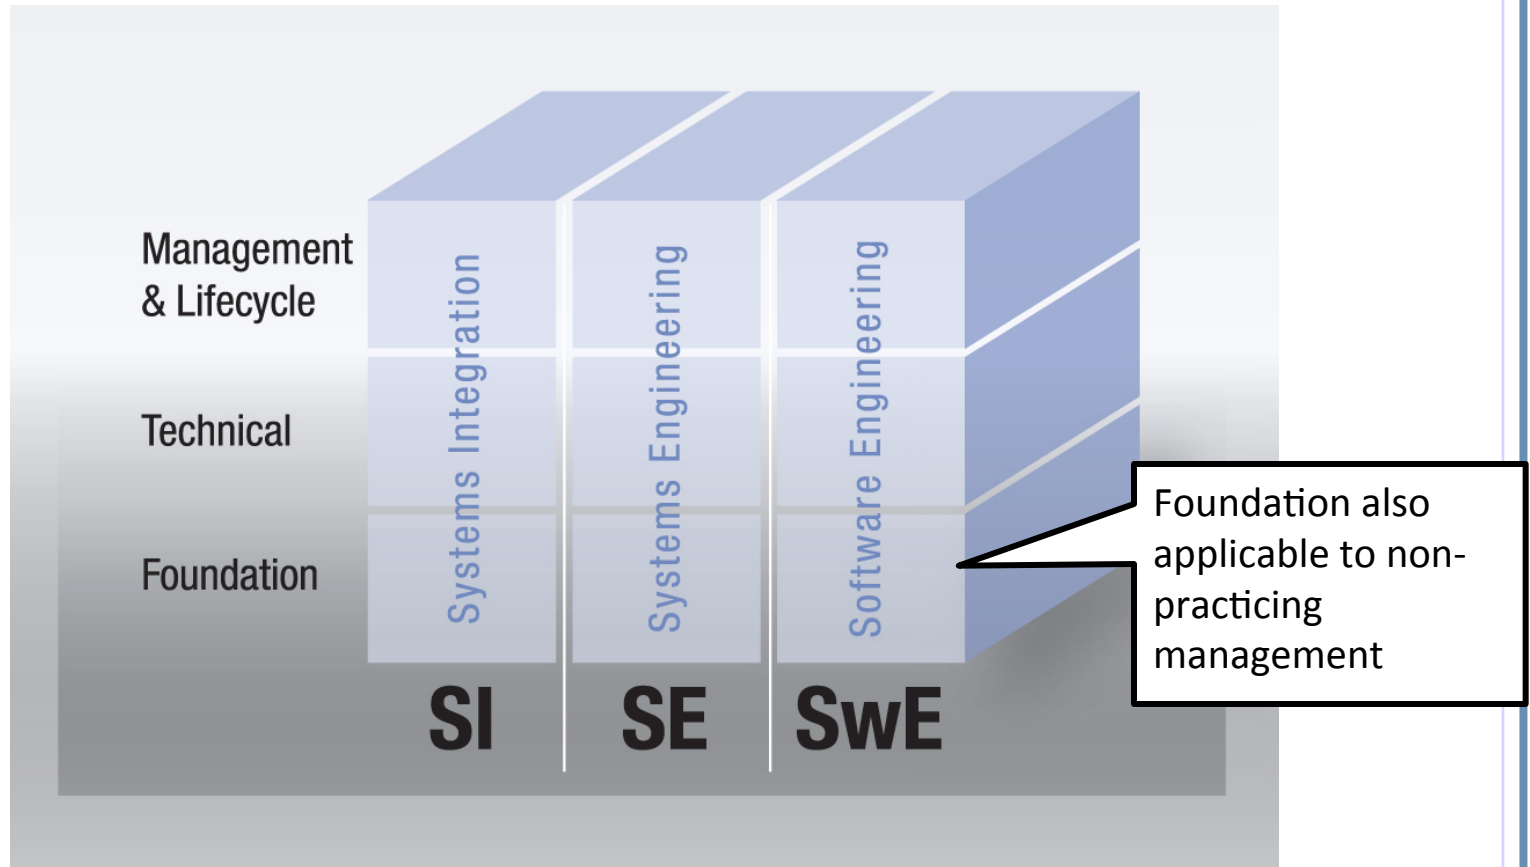 Management
& Lifecycle
Technical
Foundation
Systems Integration
Systems Engineering
Software Engineering
SI
SE
SwE
Foundation also
applicable to non-
practicing
management